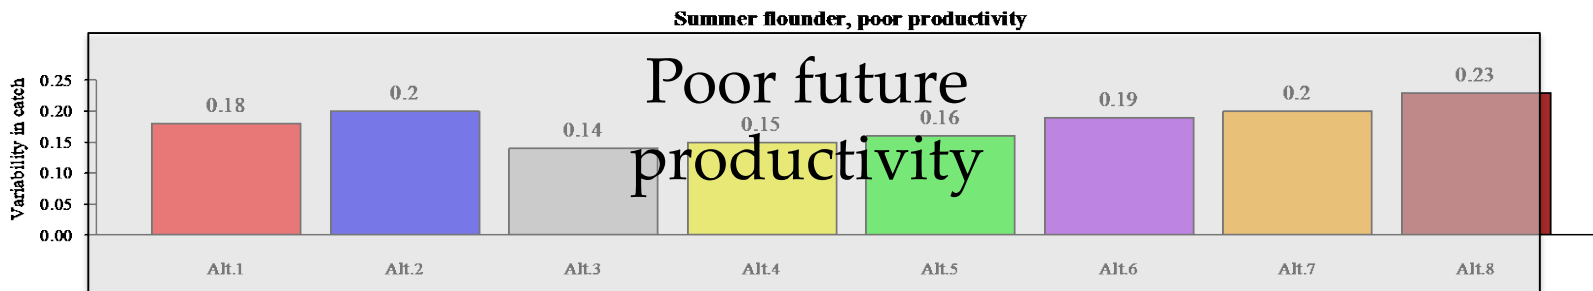 Summer flounder, poor productivity
Poor future
productivity
Variability in catch
0.25
0.20
0.15
0.10
0.05
0.00
0.18
0.2
0.14
0.15
0.16
0.19
0.2
0.23
Alt.1
Alt.2
Alt.3
Alt.4
Alt.5
Alt.6
Alt.7
Alt.8